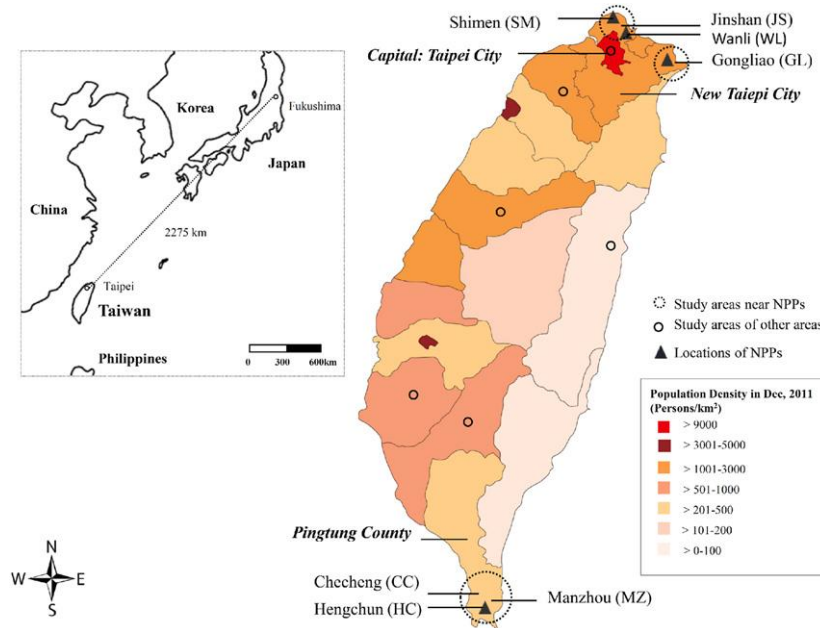 Shimen (SM)
Jinshan (JS)
Wanli (WL)
Capital: Taipei City
Gongliao (GL)
New Taiepi City
Korea
Fukushima
Japan
China
2275 km
Taipei
Taiwan
Philippines
0 300 600km
Study areas near NPPs
Study areas of other areas
Locations of NPPs
Population Density in Dec, 2011
(Persons/km²)
> 9000
> 3001-5000
> 1001-3000
> 501-1000
> 201-500
> 101-200
> 0-100
Pingtung County
Checheng (CC)
Hengchun (HC)
Manzhou (MZ)
N
W E
S